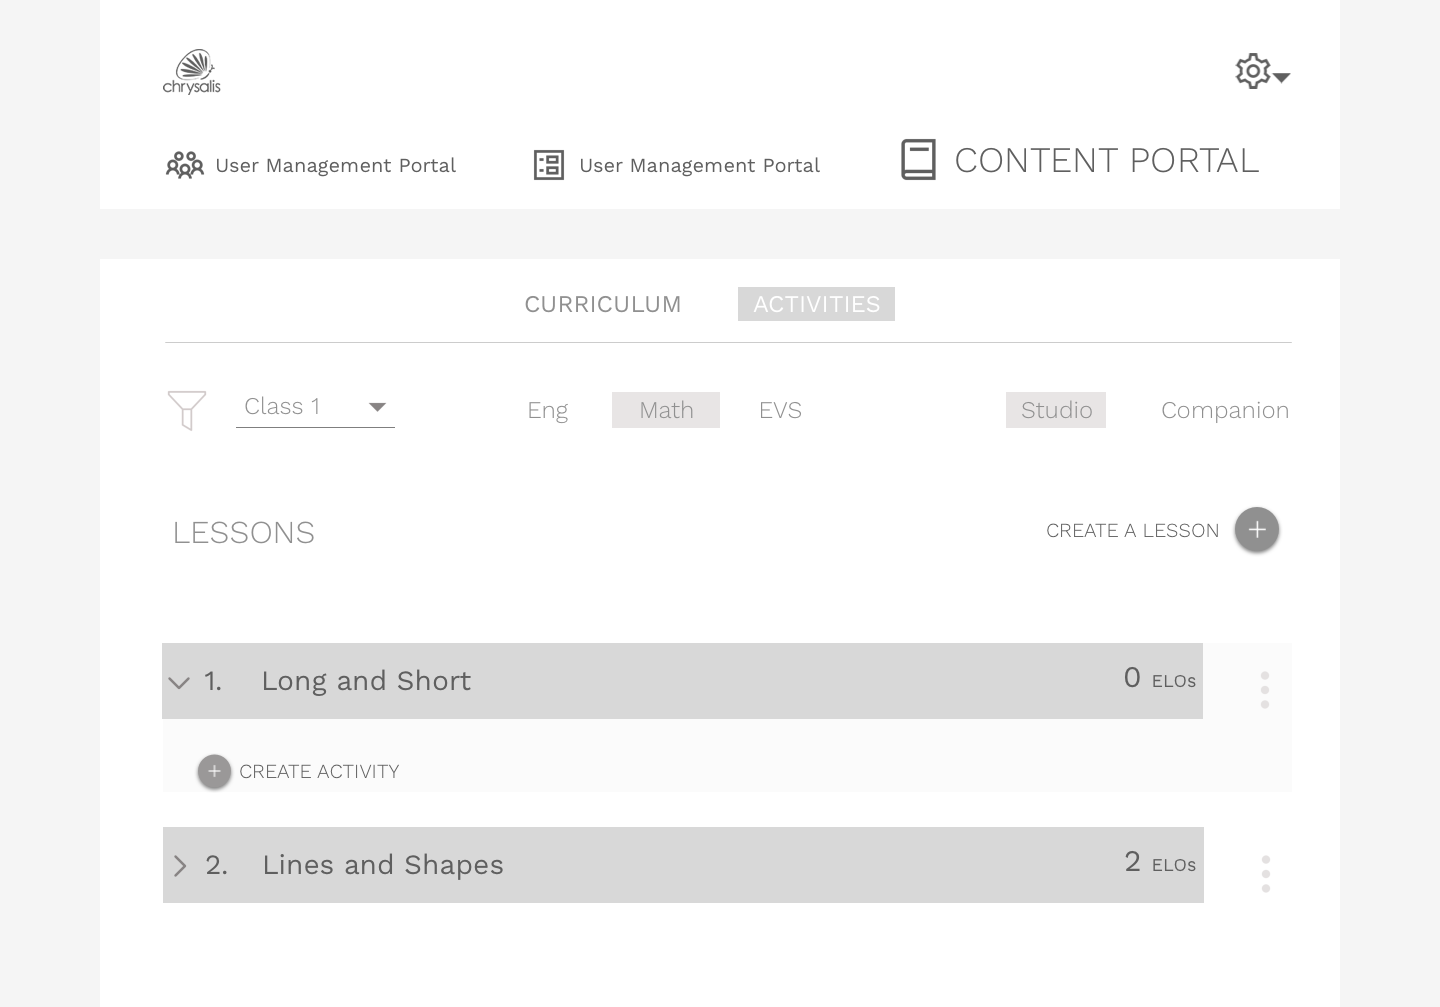 chrysalis
User Management Portal
User Management Portal
CONTENT PORTAL
CURRICULUM
ACTIVITIES
Class 1
Eng
Math
EVS
Studio
Companion
LESSONS
CREATE A LESSON
1. Long and Short
0 ELOs
CREATE ACTIVITY
2. Lines and Shapes
2 ELOs